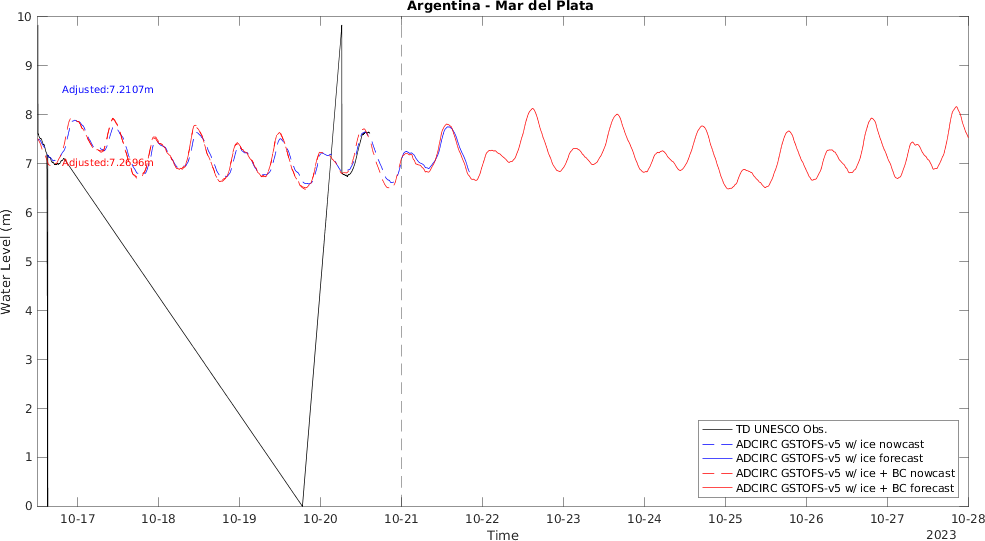 Argentina - Mar del Plata
10
9
8
7
6
5
4
3
2
1
0
Water Level (m)
Adjusted:7.2107m
Adjusted:7.2696m
TD UNESCO Obs.
ADCIRC GSTOFS-v5 w/ ice nowcast
ADCIRC GSTOFS-v5 w/ ice forecast
ADCIRC GSTOFS-v5 w/ ice + BC nowcast
ADCIRC GSTOFS-v5 w/ ice + BC forecast
10-17 10-18 10-19 10-20 10-21 10-22 10-23 10-24 10-25 10-26 10-27 10-28
Time
2023